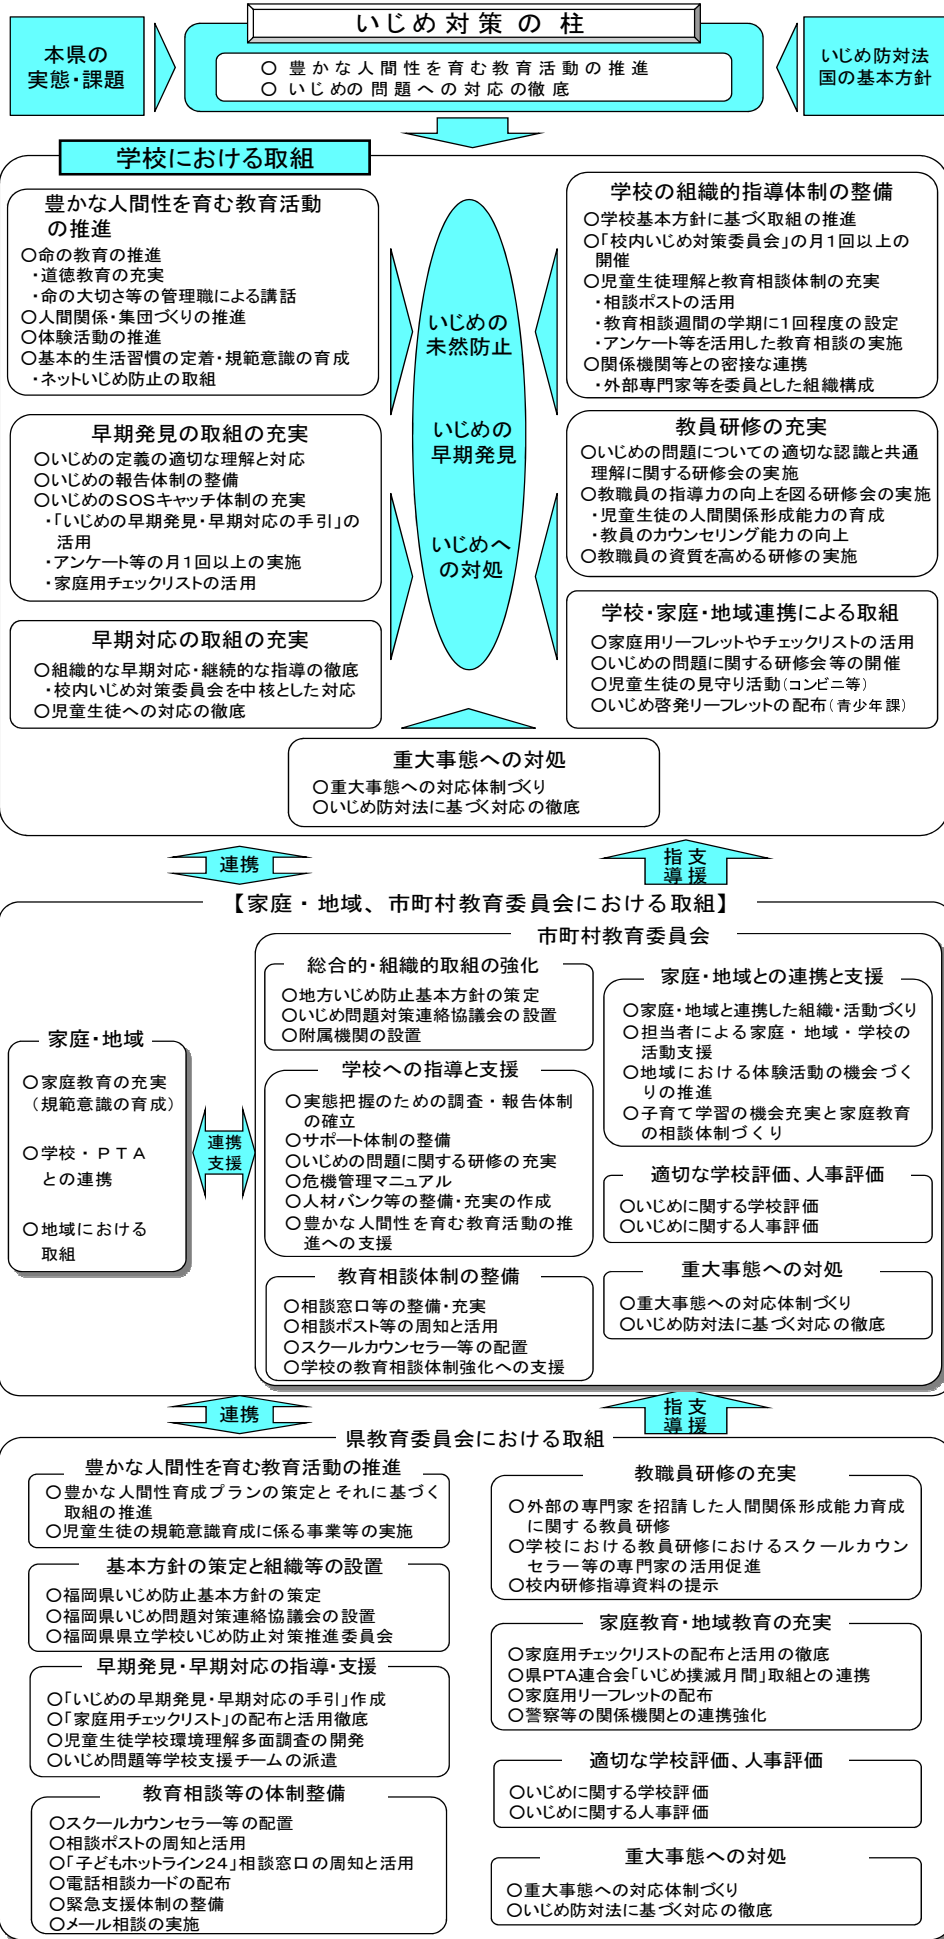 いじめ対策の柱
本県の
実態・課題
○ 豊かな人間性を育む教育活動の推進
○ いじめの問題への対応の徹底
いじめ防対法
国の基本方針
学校における取組
豊かな人間性を育む教育活動
の推進
○命の教育の推進
・道徳教育の充実
・命の大切さ等の管理職による講話
○人間関係・集団づくりの推進
○体験活動の推進
○基本的生活習慣の定着・規範意識の育成
・ネットいじめ防止の取組
早期発見の取組の充実
○いじめの定義の適切な理解と対応
○いじめの報告体制の整備
○いじめのSOSキャッチ体制の充実
・「いじめの早期発見・早期対応の手引」の
活用
・アンケート等の月1回以上の実施
・家庭用チェックリストの活用
早期対応の取組の充実
○組織的な早期対応・継続的な指導の徹底
・校内いじめ対策委員会を中核とした対応
○児童生徒への対応の徹底
いじめの
未然防止
いじめの
早期発見
いじめへ
の対処
学校の組織的指導体制の整備
○学校基本方針に基づく取組の推進
○「校内いじめ対策委員会」の月1回以上の
開催
○児童生徒理解と教育相談体制の充実
・相談ポストの活用
・教育相談週間の学期に1回程度の設定
・アンケート等を活用した教育相談の実施
○関係機関等との密接な連携
・外部専門家等を委員とした組織構成
教員研修の充実
○いじめの問題についての適切な認識と共通
理解に関する研修会の実施
○教職員の指導力の向上を図る研修会の実施
・児童生徒の人間関係形成能力の育成
・教員のカウンセリング能力の向上
○教職員の資質を高める研修の実施
学校・家庭・地域連携による取組
○家庭用リーフレットやチェックリストの活用
○いじめの問題に関する研修会等の開催
○児童生徒の見守り活動(コンビニ等)
○いじめ啓発リーフレットの配布(青少年課)
重大事態への対処
○重大事態への対応体制づくり
○いじめ防対法に基づく対応の徹底
連携
指支
導援
【家庭・地域、市町村教育委員会における取組】
家庭・地域
○家庭教育の充実
(規範意識の育成)
○学校・PTA
との連携
○地域における
取組
連携
支援
市町村教育委員会
総合的・組織的取組の強化
○地方いじめ防止基本方針の策定
○いじめ問題対策連絡協議会の設置
○附属機関の設置
学校への指導と支援
○実態把握のための調査・報告体制
の確立
○サポート体制の整備
○いじめの問題に関する研修の充実
○危機管理マニュアル
○人材バンク等の整備・充実の作成
○豊かな人間性を育む教育活動の推
進への支援
教育相談体制の整備
○相談窓口等の整備・充実
○相談ポスト等の周知と活用
○スクールカウンセラー等の配置
○学校の教育相談体制強化への支援
家庭・地域との連携と支援
○家庭・地域と連携した組織・活動づくり
○担当者による家庭・地域・学校の
活動支援
○地域における体験活動の機会づく
りの推進
○子育て学習の機会充実と家庭教育
の相談体制づくり
適切な学校評価、人事評価
○いじめに関する学校評価
○いじめに関する人事評価
重大事態への対処
○重大事態への対応体制づくり
○いじめ防対法に基づく対応の徹底
連携
指支
導援
県教育委員会における取組
豊かな人間性を育む教育活動の推進
○豊かな人間性育成プランの策定とそれに基づく
取組の推進
○児童生徒の規範意識育成に係る事業等の実施
基本方針の策定と組織等の設置
○福岡県いじめ防止基本方針の策定
○福岡県いじめ問題対策連絡協議会の設置
○福岡県県立学校いじめ防止対策推進委員会
早期発見・早期対応の指導・支援
○「いじめの早期発見・早期対応の手引」作成
○「家庭用チェックリスト」の配布と活用徹底
○児童生徒学校環境理解多面調査の開発
○いじめ問題等学校支援チームの派遣
教育相談等の体制整備
○スクールカウンセラー等の配置
○相談ポストの周知と活用
○「子どもホットライン24」相談窓口の周知と活用
○電話相談カードの配布
○緊急支援体制の整備
○メール相談の実施
教職員研修の充実
○外部の専門家を招請した人間関係形成能力育成
に関する教員研修
○学校における教員研修におけるスクールカウン
セラー等の専門家の活用促進
○校内研修指導資料の提示
家庭教育・地域教育の充実
○家庭用チェックリストの配布と活用の徹底
○県PTA連合会「いじめ撲滅月間」取組との連携
○家庭用リーフレットの配布
○警察等の関係機関との連携強化
適切な学校評価、人事評価
○いじめに関する学校評価
○いじめに関する人事評価
重大事態への対処
○重大事態への対応体制づくり
○いじめ防対法に基づく対応の徹底